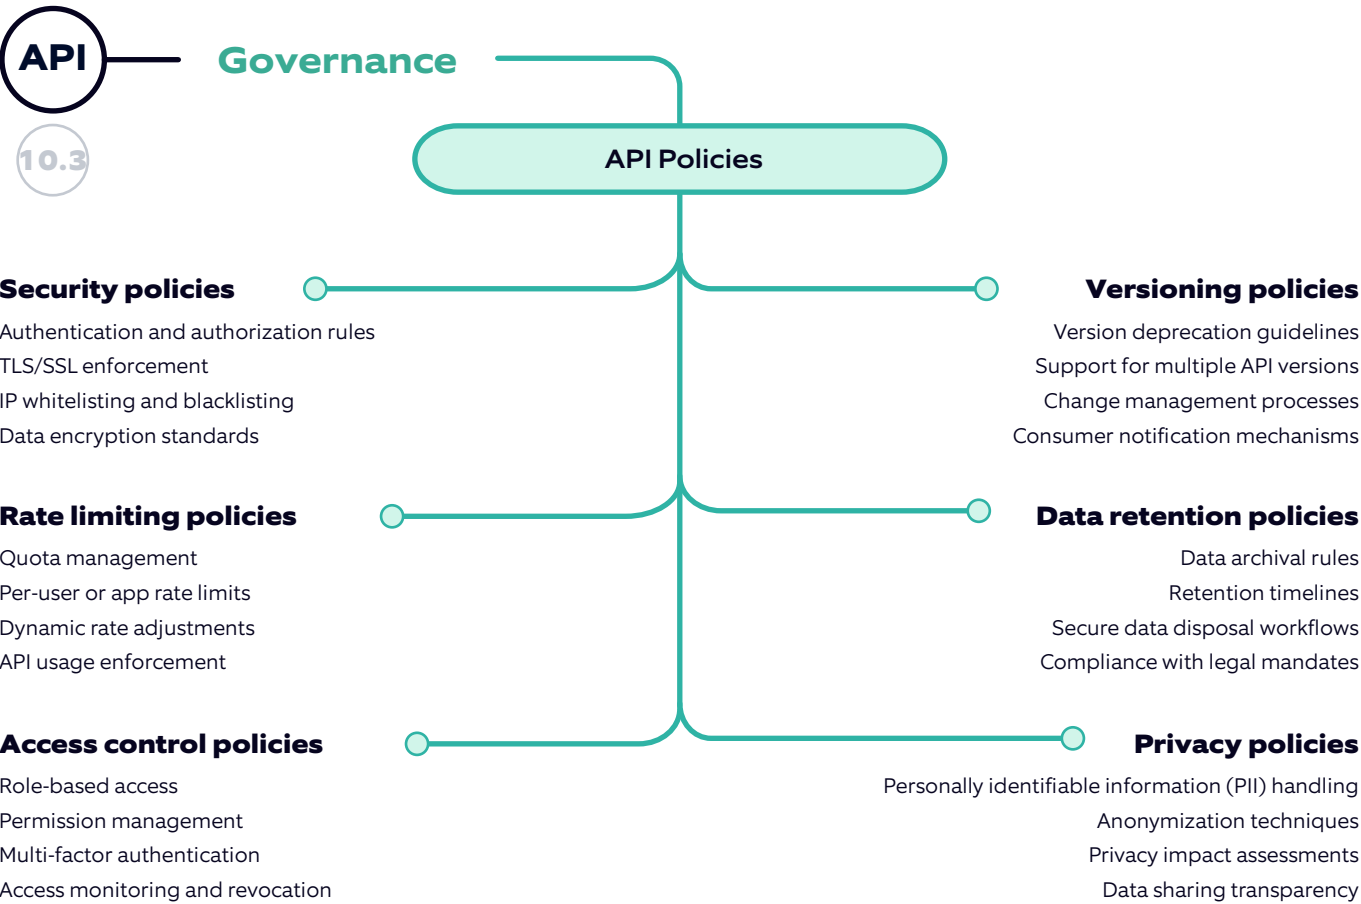 API
Governance
10.3
API Policies
Security policies
Authentication and authorization rules
TLS/SSL enforcement
IP whitelisting and blacklisting
Data encryption standards
Rate limiting policies
Quota management
Per-user or app rate limits
Dynamic rate adjustments
API usage enforcement
Access control policies
Role-based access
Permission management
Multi-factor authentication
Access monitoring and revocation
Versioning policies
Version deprecation guidelines
Support for multiple API versions
Change management processes
Consumer notification mechanisms
Data retention policies
Data archival rules
Retention timelines
Secure data disposal workflows
Compliance with legal mandates
Privacy policies
Personally identifiable information (PII) handling
Anonymization techniques
Privacy impact assessments
Data sharing transparency